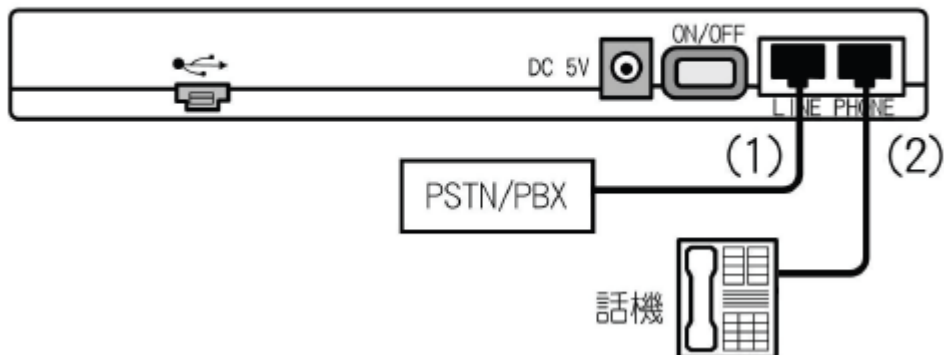 ON/OFF
DC 5V
LINE PHONE
(1)
(2)
PSTN/PBX
話機